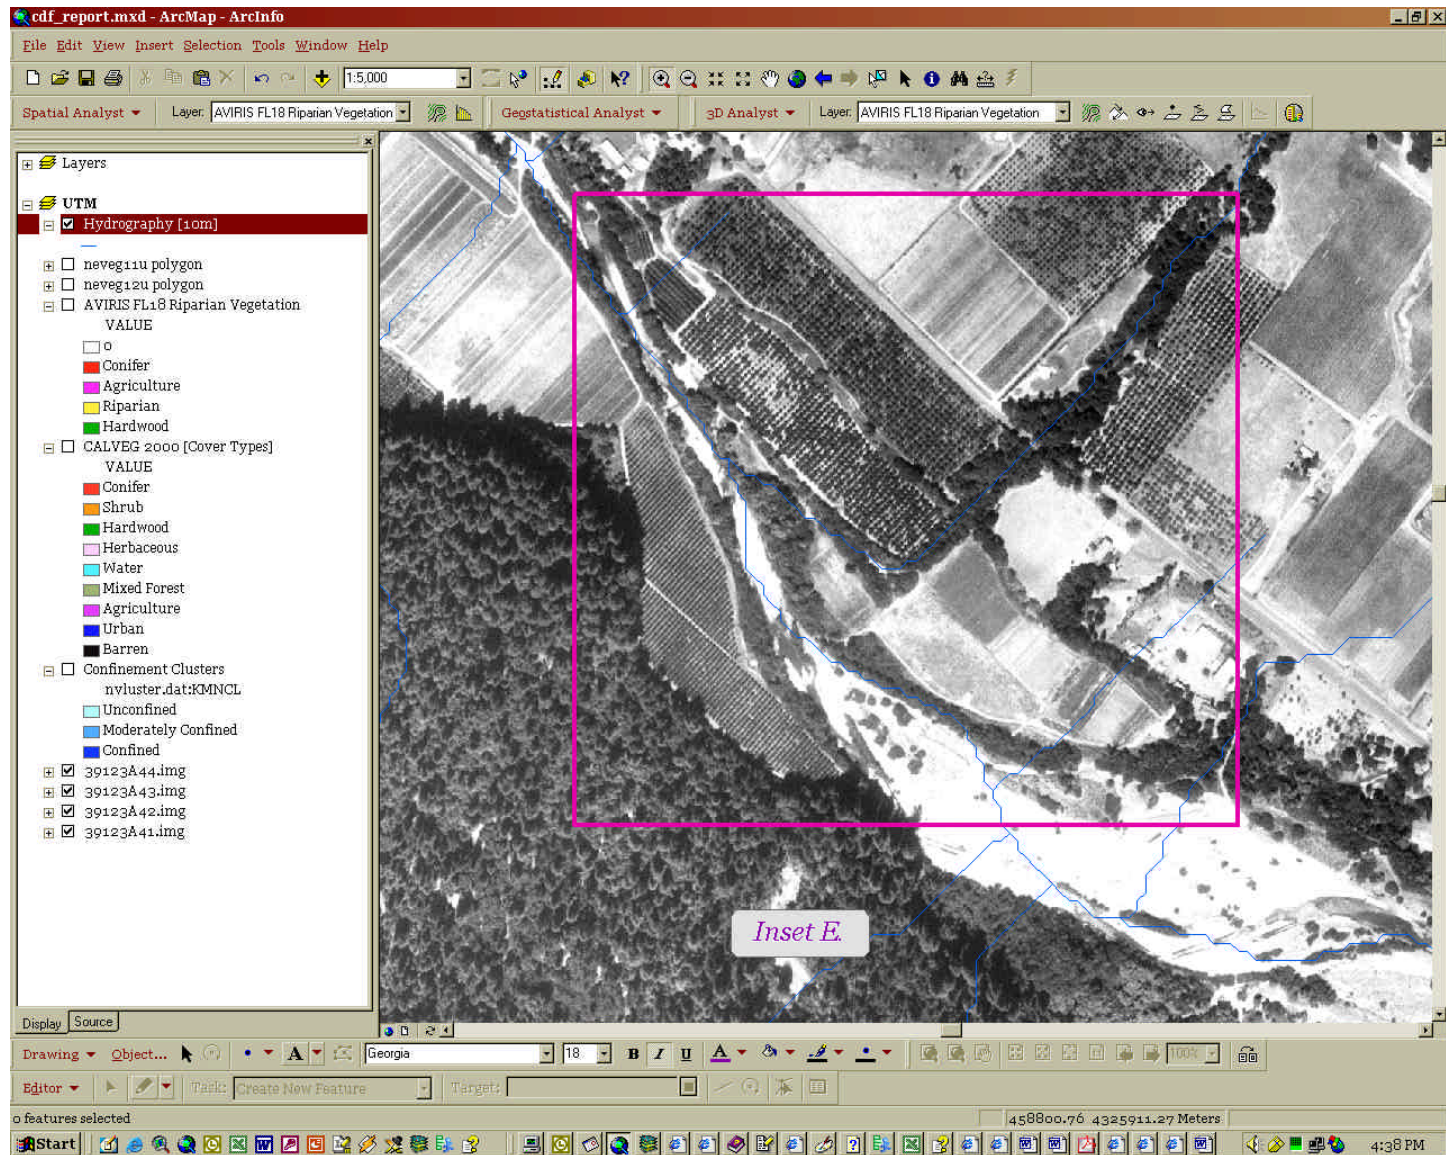 cdf_report.mxd - ArcMap - ArcInfo
File Edit View Insert Selection Tools Window Help
1:5,000
Spatial Analyst Layer: AVIRIS FL18 Riparian Vegetation Geostatistical Analyst 3D Analyst Layer: AVIRIS FL18 Riparian Vegetation
Layers
UTM
Hydrography [10m]
neveg11u polygon
neveg12u polygon
AVIRIS FL18 Riparian Vegetation
VALUE
0
Conifer
Agriculture
Riparian
Hardwood
CALVEG 2000 [Cover Types]
VALUE
Conifer
Shrub
Hardwood
Herbaceous
Water
Mixed Forest
Agriculture
Urban
Barren
Confinement Clusters
nvluster.dat:KMNCL
Unconfined
Moderately Confined
Confined
39123A44.img
39123A43.img
39123A42.img
39123A41.img
Inset E.
Display Source
Drawing Object... A Georgia 18 B I U A 100%
Editor Task: Create New Feature Target:
0 features selected
458800.76 4325911.27 Meters
Start 4:38 PM